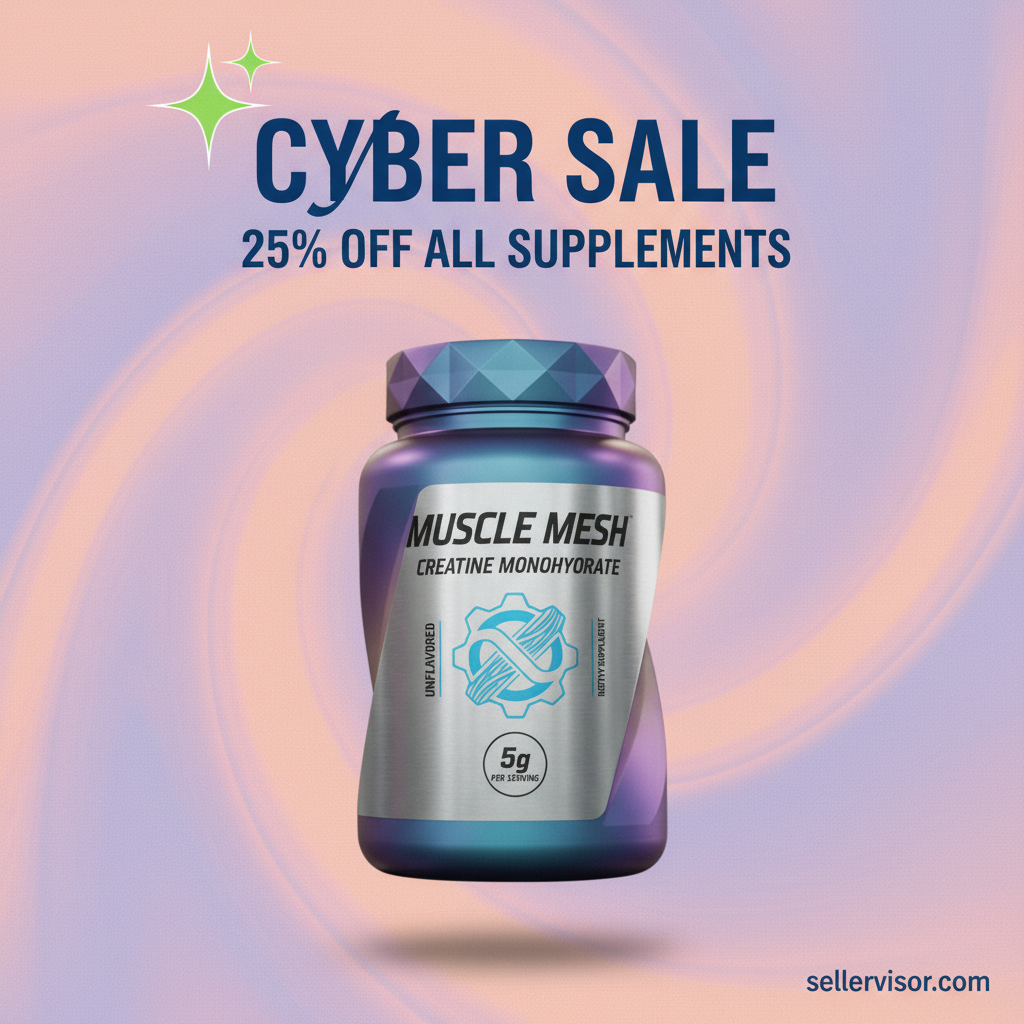 CYBER SALE
25% OFF ALL SUPPLEMENTS
MUSCLE MESH
CREATINE MONOHYORATE
UNFLAVORED
5g
PER SERVING
sellervisor.com